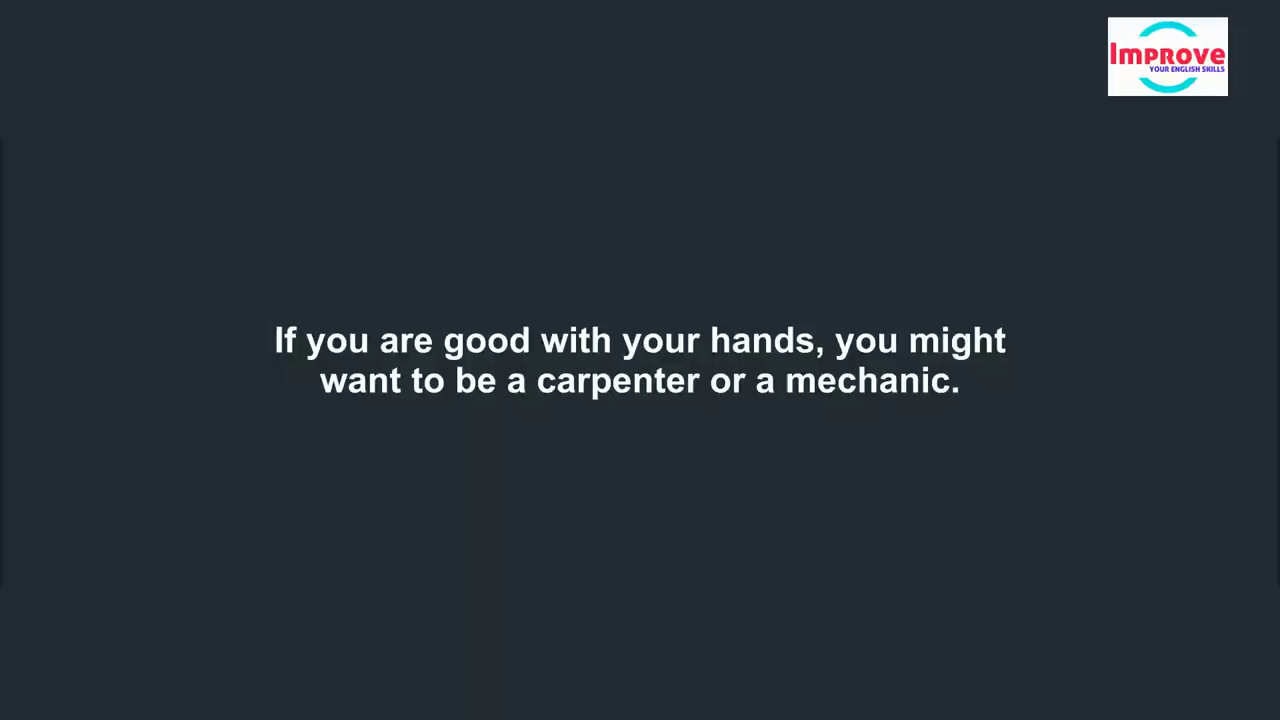 Improve
YOUR ENGLISH SKILLS
If you are good with your hands, you might
want to be a carpenter or a mechanic.